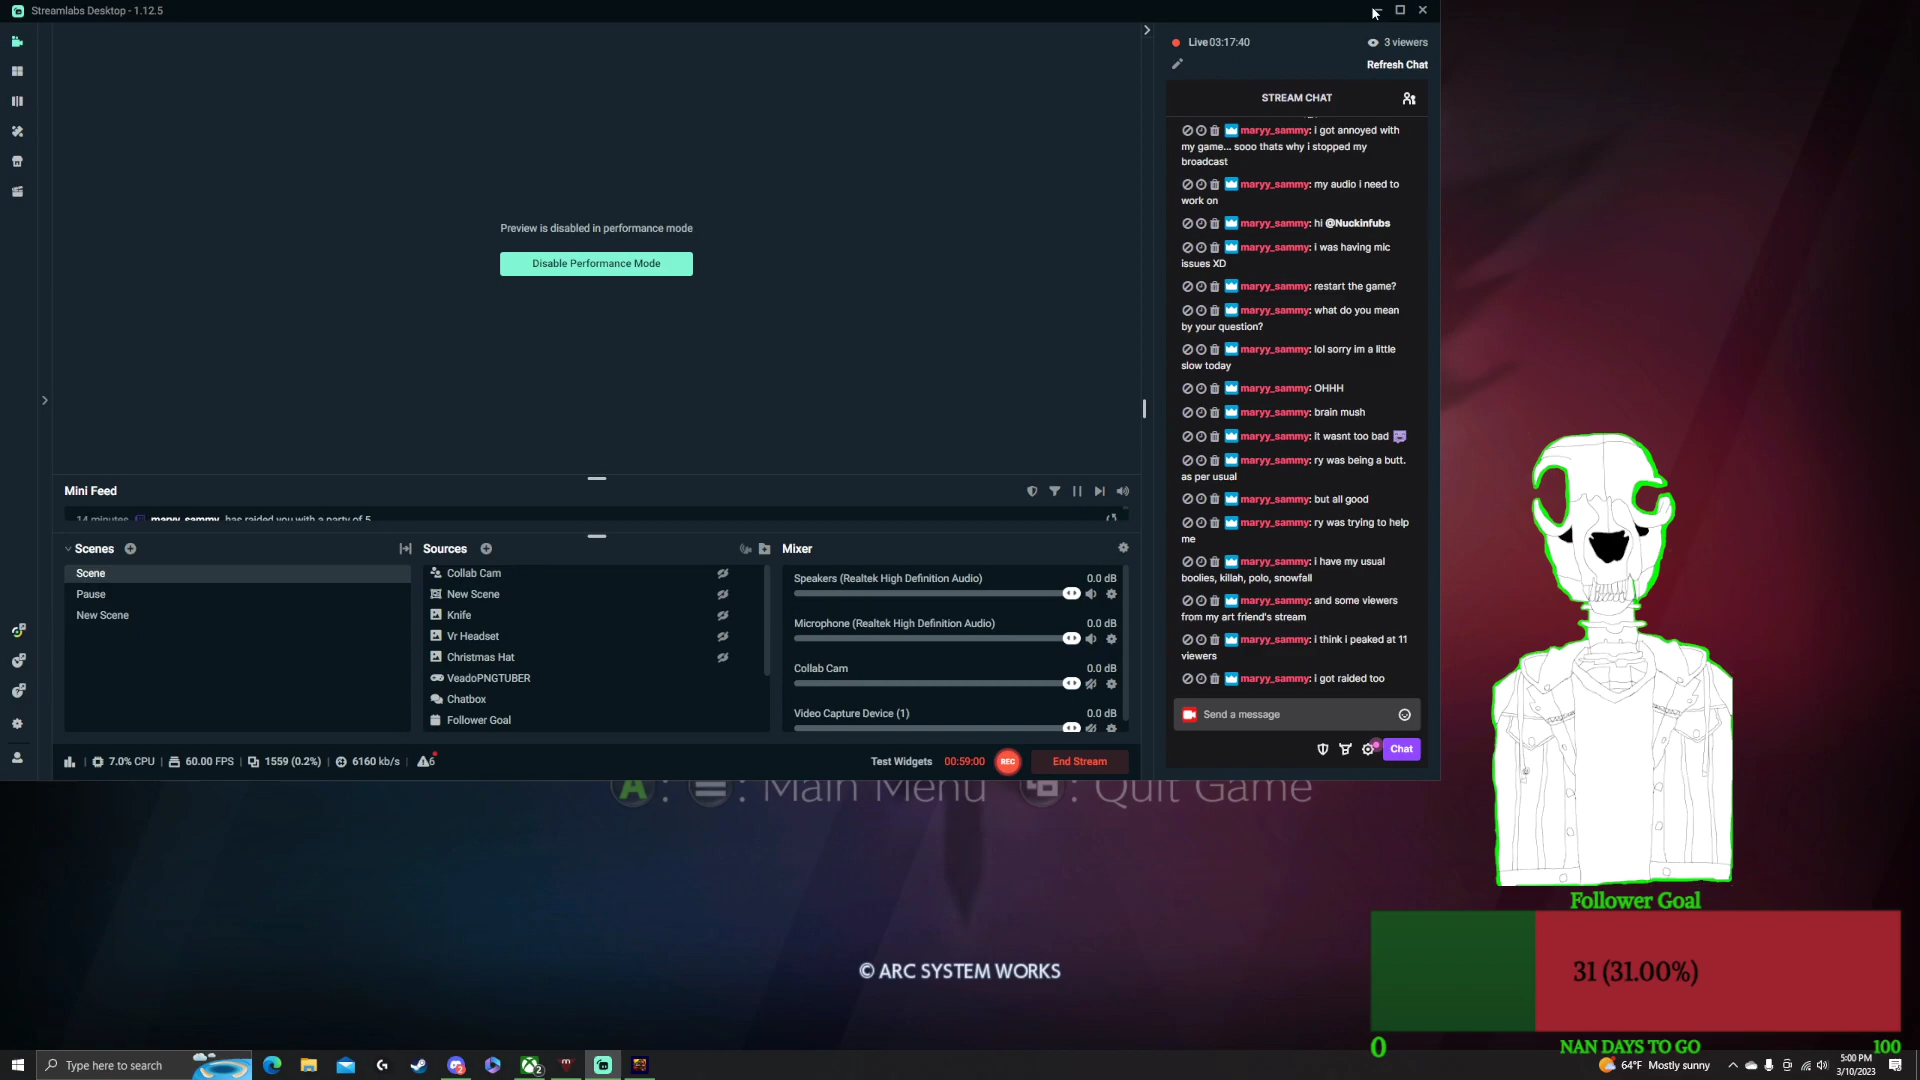 Streamlabs Desktop - 1.12.5
Live 03:17:40
3 viewers
Refresh Chat
STREAM CHAT
maryy_sammy: i got annoyed with
my game... sooo thats why i stopped my
broadcast
maryy_sammy: my audio i need to
work on
maryy_sammy: hi @Nuckinfubs
maryy_sammy: i was having mic
issues XD
maryy_sammy: restart the game?
maryy_sammy: what do you mean
by your question?
maryy_sammy: lol sorry im a little
slow today
maryy_sammy: OHHH
maryy_sammy: brain mush
maryy_sammy: it wasnt too bad
maryy_sammy: ry was being a butt.
as per usual
maryy_sammy: but all good
maryy_sammy: ry was trying to help
me
maryy_sammy: i have my usual
boolies, killah, polo, snowfall
maryy_sammy: and some viewers
from my art friend's stream
maryy_sammy: i think i peaked at 11
viewers
maryy_sammy: i got raided too
Send a message
Chat
Preview is disabled in performance mode
Disable Performance Mode
Mini Feed
14 minutes maryy_sammy has raided you with a party of 5
Scenes
Scene
Pause
New Scene
Sources
Collab Cam
New Scene
Knife
Vr Headset
Christmas Hat
VeadoPNGTUBER
Chatbox
Follower Goal
Mixer
Speakers (Realtek High Definition Audio) 0.0 dB
Microphone (Realtek High Definition Audio) 0.0 dB
Collab Cam 0.0 dB
Video Capture Device (1) 0.0 dB
7.0% CPU
60.00 FPS
1559 (0.2%)
6160 kb/s
6
Test Widgets
00:59:00
REC
End Stream
A : : Main Menu : Quit Game
© ARC SYSTEM WORKS
Follower Goal
31 (31.00%)
0 NAN DAYS TO GO 100
Type here to search
2
64°F Mostly sunny
5:00 PM
3/10/2023